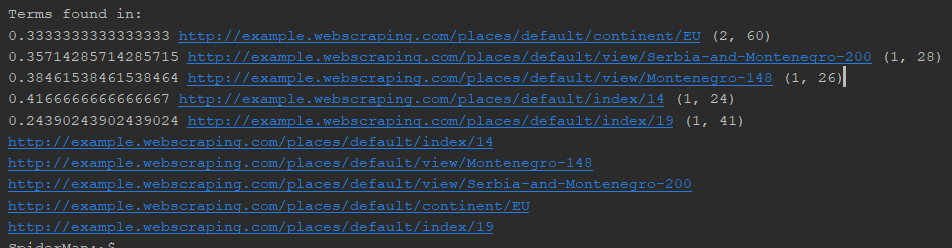 Terms found in:
0.3333333333333333 http://example.webscraping.com/places/default/continent/EU (2, 60)
0.35714285714285715 http://example.webscraping.com/places/default/view/Serbia-and-Montenegro-200 (1, 28)
0.38461538461538464 http://example.webscraping.com/places/default/view/Montenegro-148 (1, 26)
0.4166666666666667 http://example.webscraping.com/places/default/index/14 (1, 24)
0.24390243902439024 http://example.webscraping.com/places/default/index/19 (1, 41)
http://example.webscraping.com/places/default/index/14
http://example.webscraping.com/places/default/view/Montenegro-148
http://example.webscraping.com/places/default/view/Serbia-and-Montenegro-200
http://example.webscraping.com/places/default/continent/EU
http://example.webscraping.com/places/default/index/19